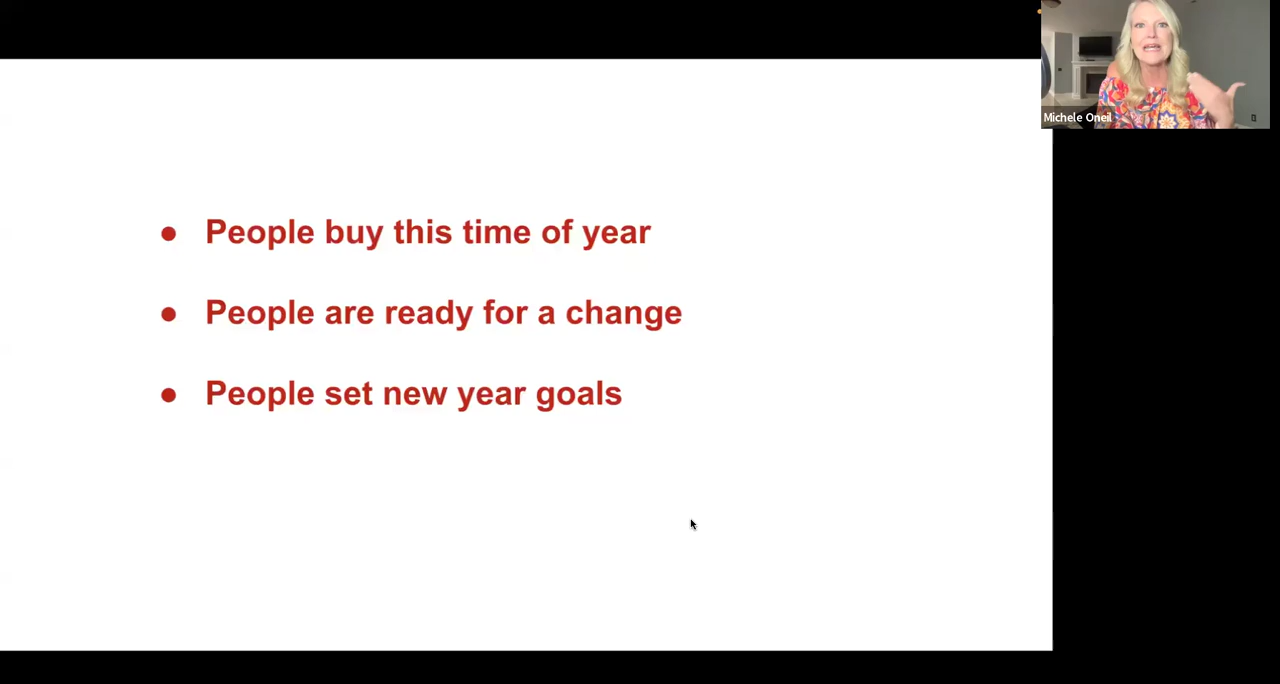 Michele Oneil
● People buy this time of year
● People are ready for a change
● People set new year goals